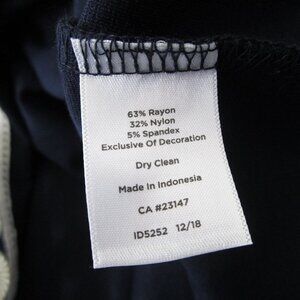 63% Rayon
32% Nylon
5% Spandex
Exclusive Of Decoration
Dry Clean
Made In Indonesia
CA #23147
ID5252 12/18